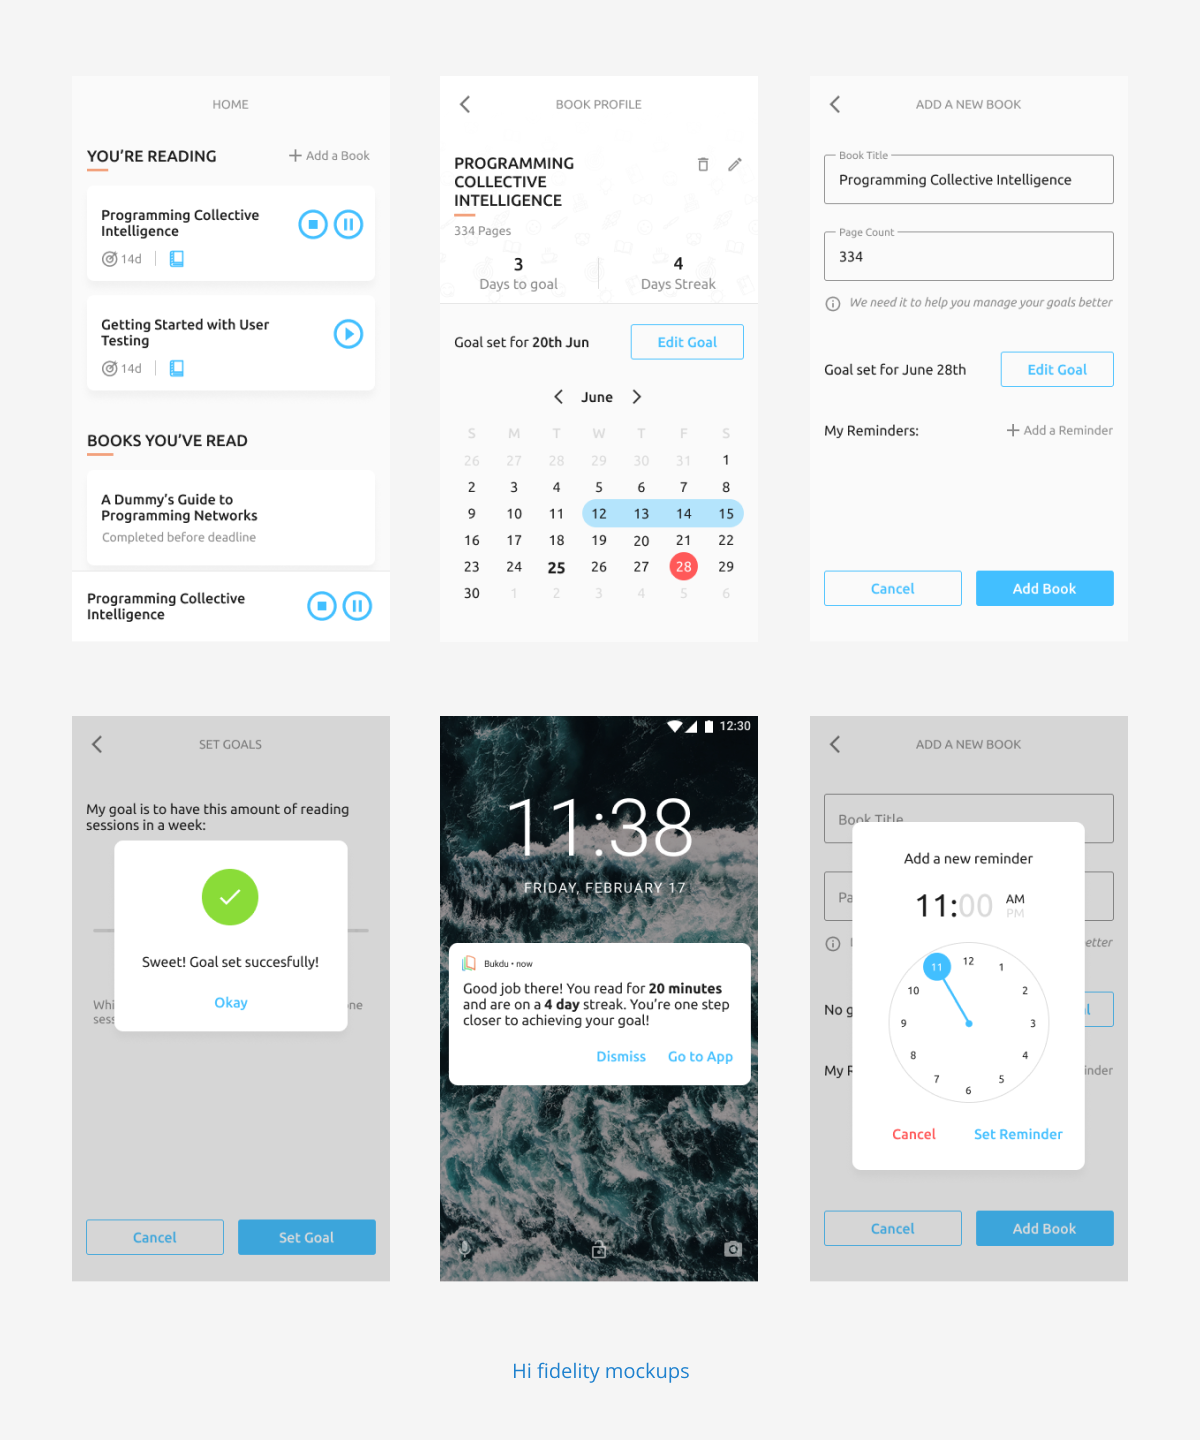 HOME
YOU'RE READING
Add a Book
Programming Collective
Intelligence
14d
Getting Started with User
Testing
14d
BOOKS YOU'VE READ
A Dummy's Guide to
Programming Networks
Completed before deadline
Programming Collective
Intelligence
BOOK PROFILE
PROGRAMMING
COLLECTIVE
INTELLIGENCE
334 Pages
3
Days to goal
4
Days Streak
Goal set for 20th Jun
Edit Goal
June
S M T W T F S
26 27 28 29 30 31 1
2 3 4 5 6 7 8
9 10 11 12 13 14 15
16 17 18 19 20 21 22
23 24 25 26 27 28 29
30 1 2 3 4 5 6
ADD A NEW BOOK
Book Title
Programming Collective Intelligence
Page Count
334
We need it to help you manage your goals better
Goal set for June 28th
Edit Goal
My Reminders:
Add a Reminder
Cancel
Add Book
SET GOALS
My goal is to have this amount of reading
sessions in a week:
Sweet! Goal set succesfully!
Okay
Cancel
Set Goal
12:30
11:38
FRIDAY, FEBRUARY 17
Bukdu • now
Good job there! You read for 20 minutes
and are on a 4 day streak. You're one step
closer to achieving your goal!
Dismiss
Go to App
ADD A NEW BOOK
Book Title
Add a new reminder
11:00
AM
PM
12
1
2
3
4
5
6
7
8
9
10
11
No
My
Cancel
Set Reminder
Cancel
Add Book
Hi fidelity mockups